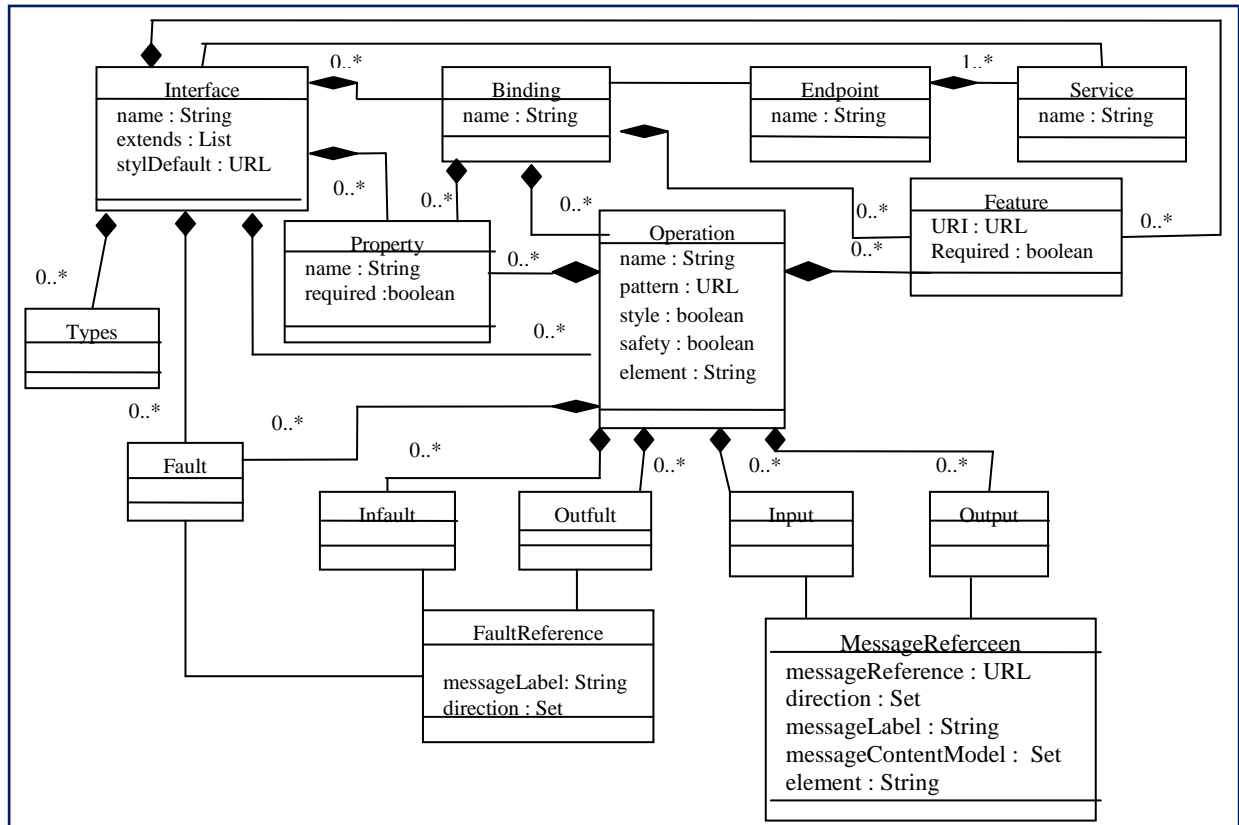 0..*
1..*
Interface
name : String
extends : List
stylDefault : URL
Binding
name : String
Endpoint
name : String
Service
name : String
0..*
0..*
0..*
0..*
0..*
Feature
URI : URL
Required : boolean
Property
name : String
required :boolean
0..*
0..*
Operation
name : String
pattern : URL
style : boolean
safety : boolean
element : String
0..*
Types
0..*
0..*
0..*
Fault
0..*
0..*
0..*
Infault
Outfult
Input
Output
FaultReference
messageLabel: String
direction : Set
MessageReferceen
messageReference : URL
direction : Set
messageLabel : String
messageContentModel : Set
element : String